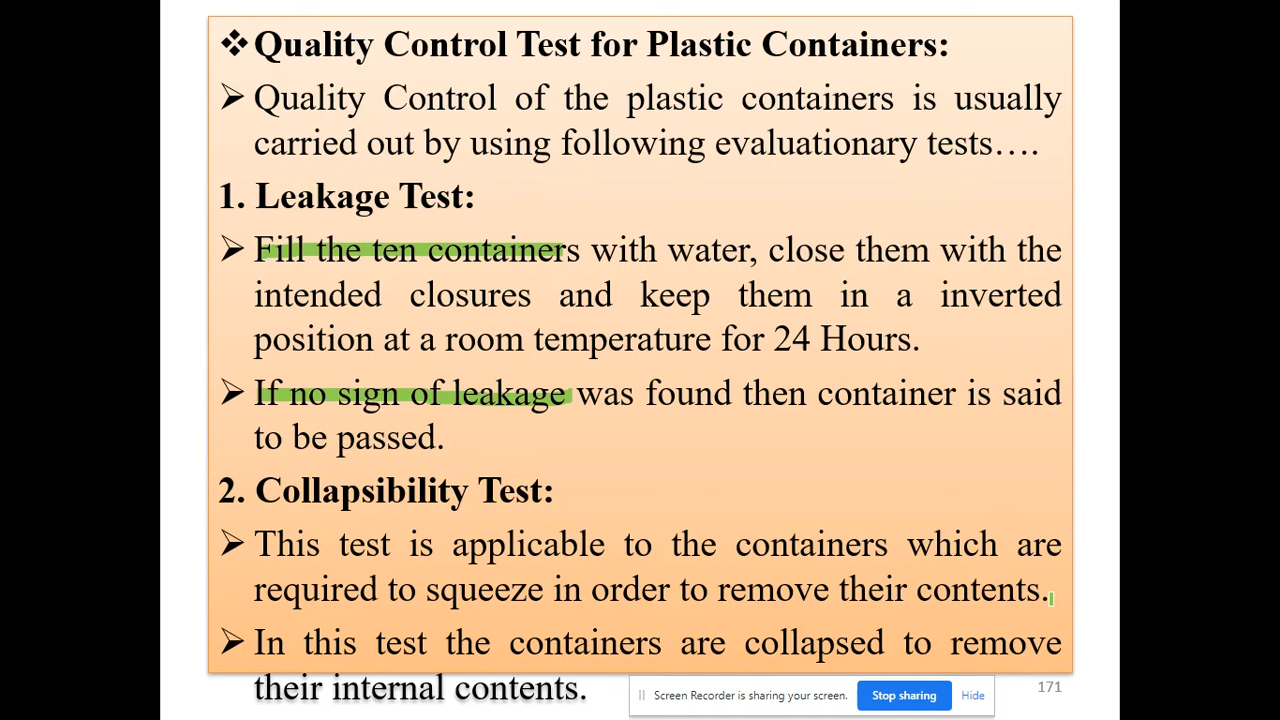 ❖Quality Control Test for Plastic Containers:
➢ Quality Control of the plastic containers is usually
carried out by using following evaluationary tests….
1. Leakage Test:
➢ Fill the ten containers with water, close them with the
intended closures and keep them in a inverted
position at a room temperature for 24 Hours.
➢ If no sign of leakage was found then container is said
to be passed.
2. Collapsibility Test:
➢ This test is applicable to the containers which are
required to squeeze in order to remove their contents.
➢ In this test the containers are collapsed to remove
their internal contents.
Screen Recorder is sharing your screen. Stop sharing Hide
171